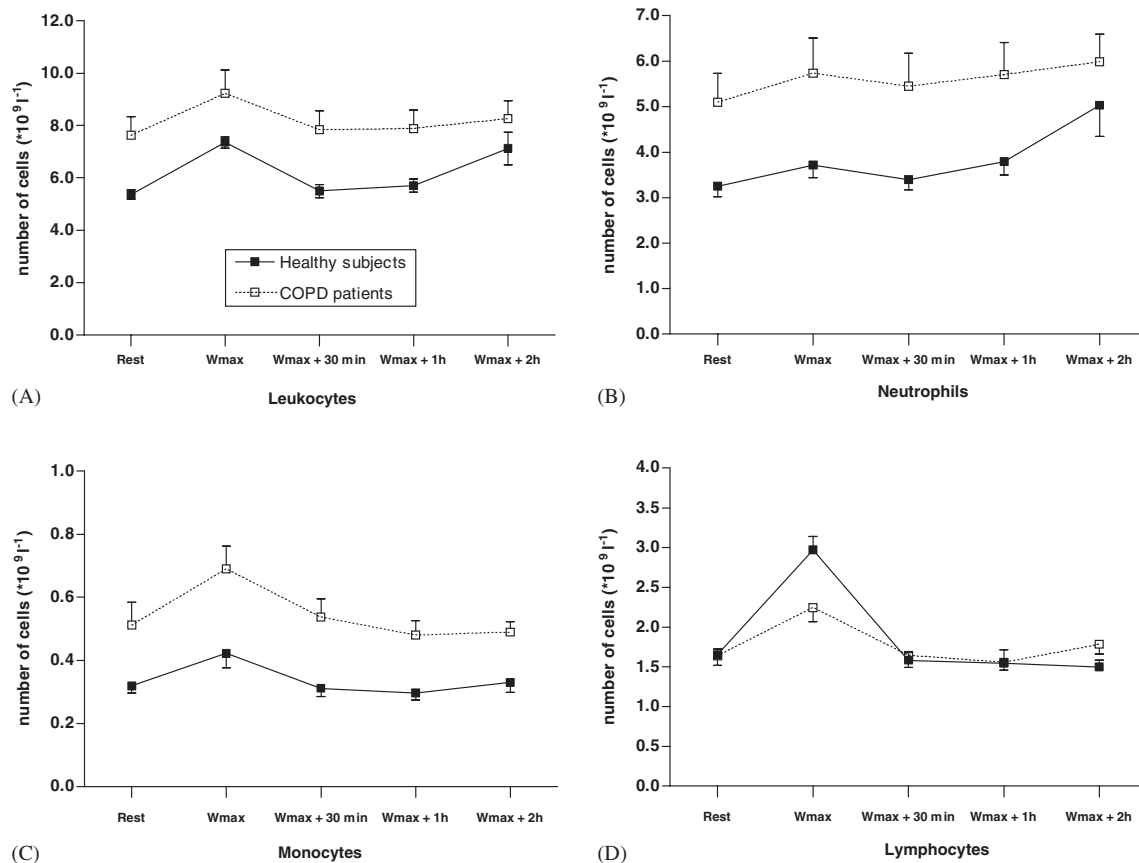 12.0
10.0
8.0
6.0
4.0
2.0
0.0
number of cells (*10⁹l⁻¹)
Healthy subjects
COPD patients
Rest Wmax Wmax + 30 min Wmax + 1h Wmax + 2h
(A) Leukocytes
7.0
6.0
5.0
4.0
3.0
2.0
1.0
0.0
number of cells (*10⁹l⁻¹)
Rest Wmax Wmax + 30 min Wmax + 1h Wmax + 2h
(B) Neutrophils
1.0
0.8
0.6
0.4
0.2
0.0
number of cells (*10⁹l⁻¹)
Rest Wmax Wmax + 30 min Wmax + 1h Wmax + 2h
(C) Monocytes
4.0
3.5
3.0
2.5
2.0
1.5
1.0
0.5
0.0
number of cells (*10⁹l⁻¹)
Rest Wmax Wmax + 30 min Wmax + 1h Wmax + 2h
(D) Lymphocytes